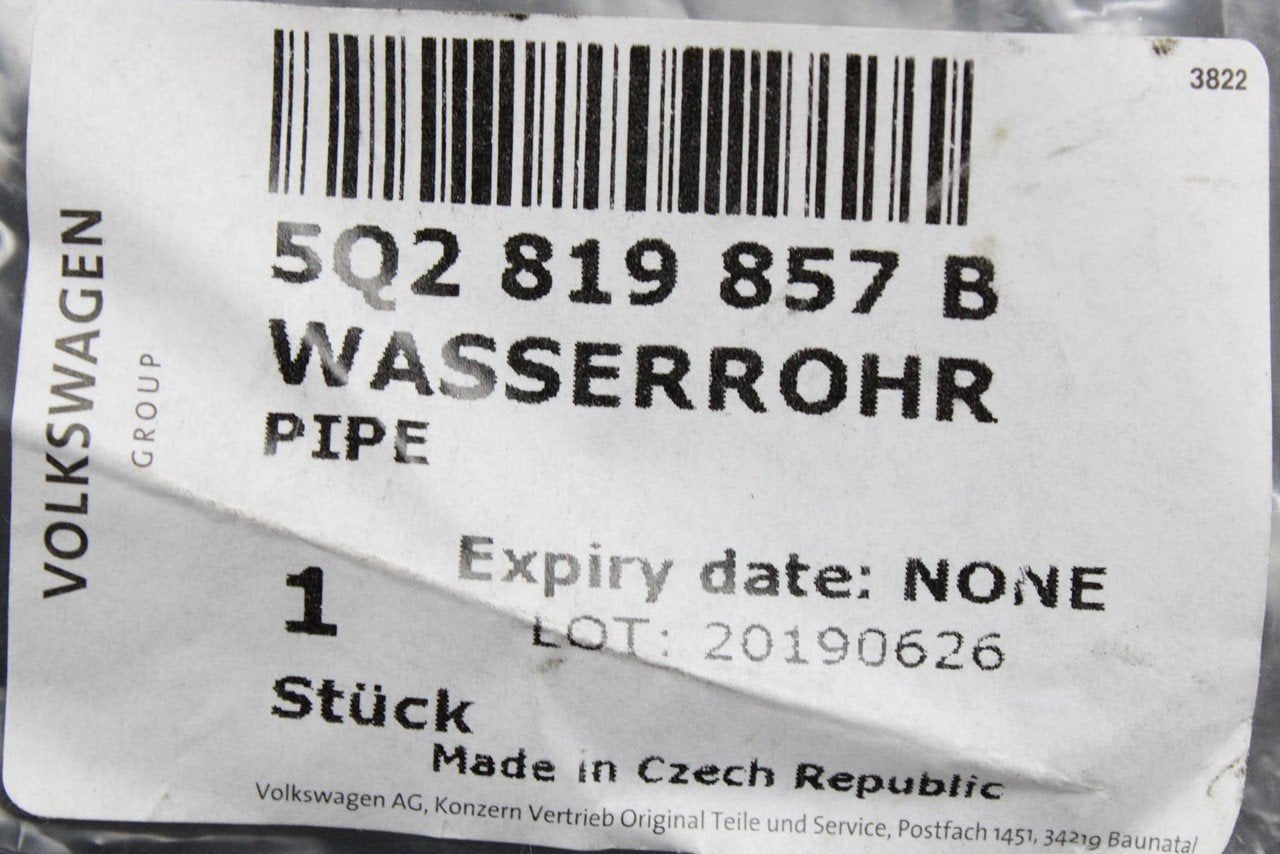 3822
5Q2 819 857 B
WASSERROHR
PIPE
VOLKSWAGEN
GROUP
Expiry date: NONE
1
LOT: 20190626
Stück
Made in Czech Republic
Volkswagen AG, Konzern Vertrieb Original Teile und Service, Postfach 1451, 34219 Baunatal